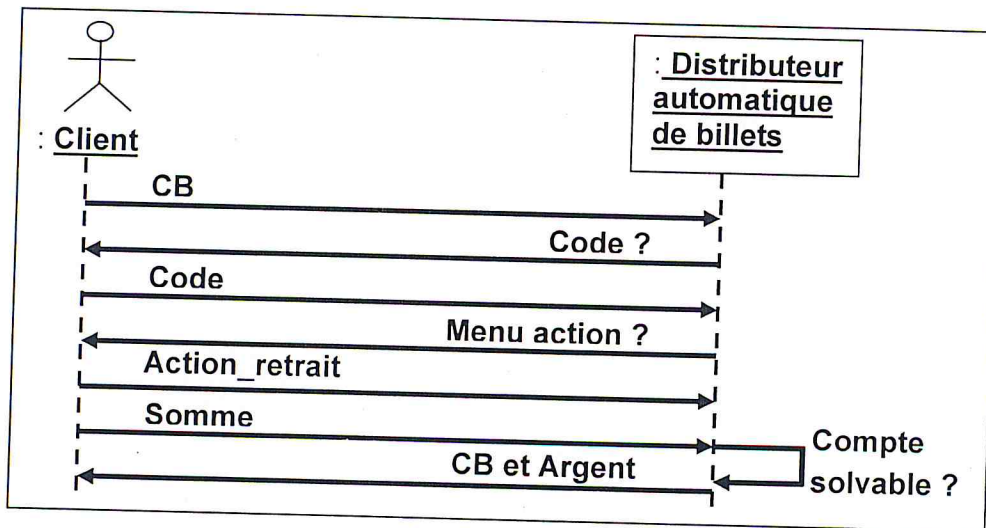 : Client
: Distributeur
automatique
de billets
CB
Code ?
Code
Menu action ?
Action_retrait
Somme
Compte
solvable ?
CB et Argent